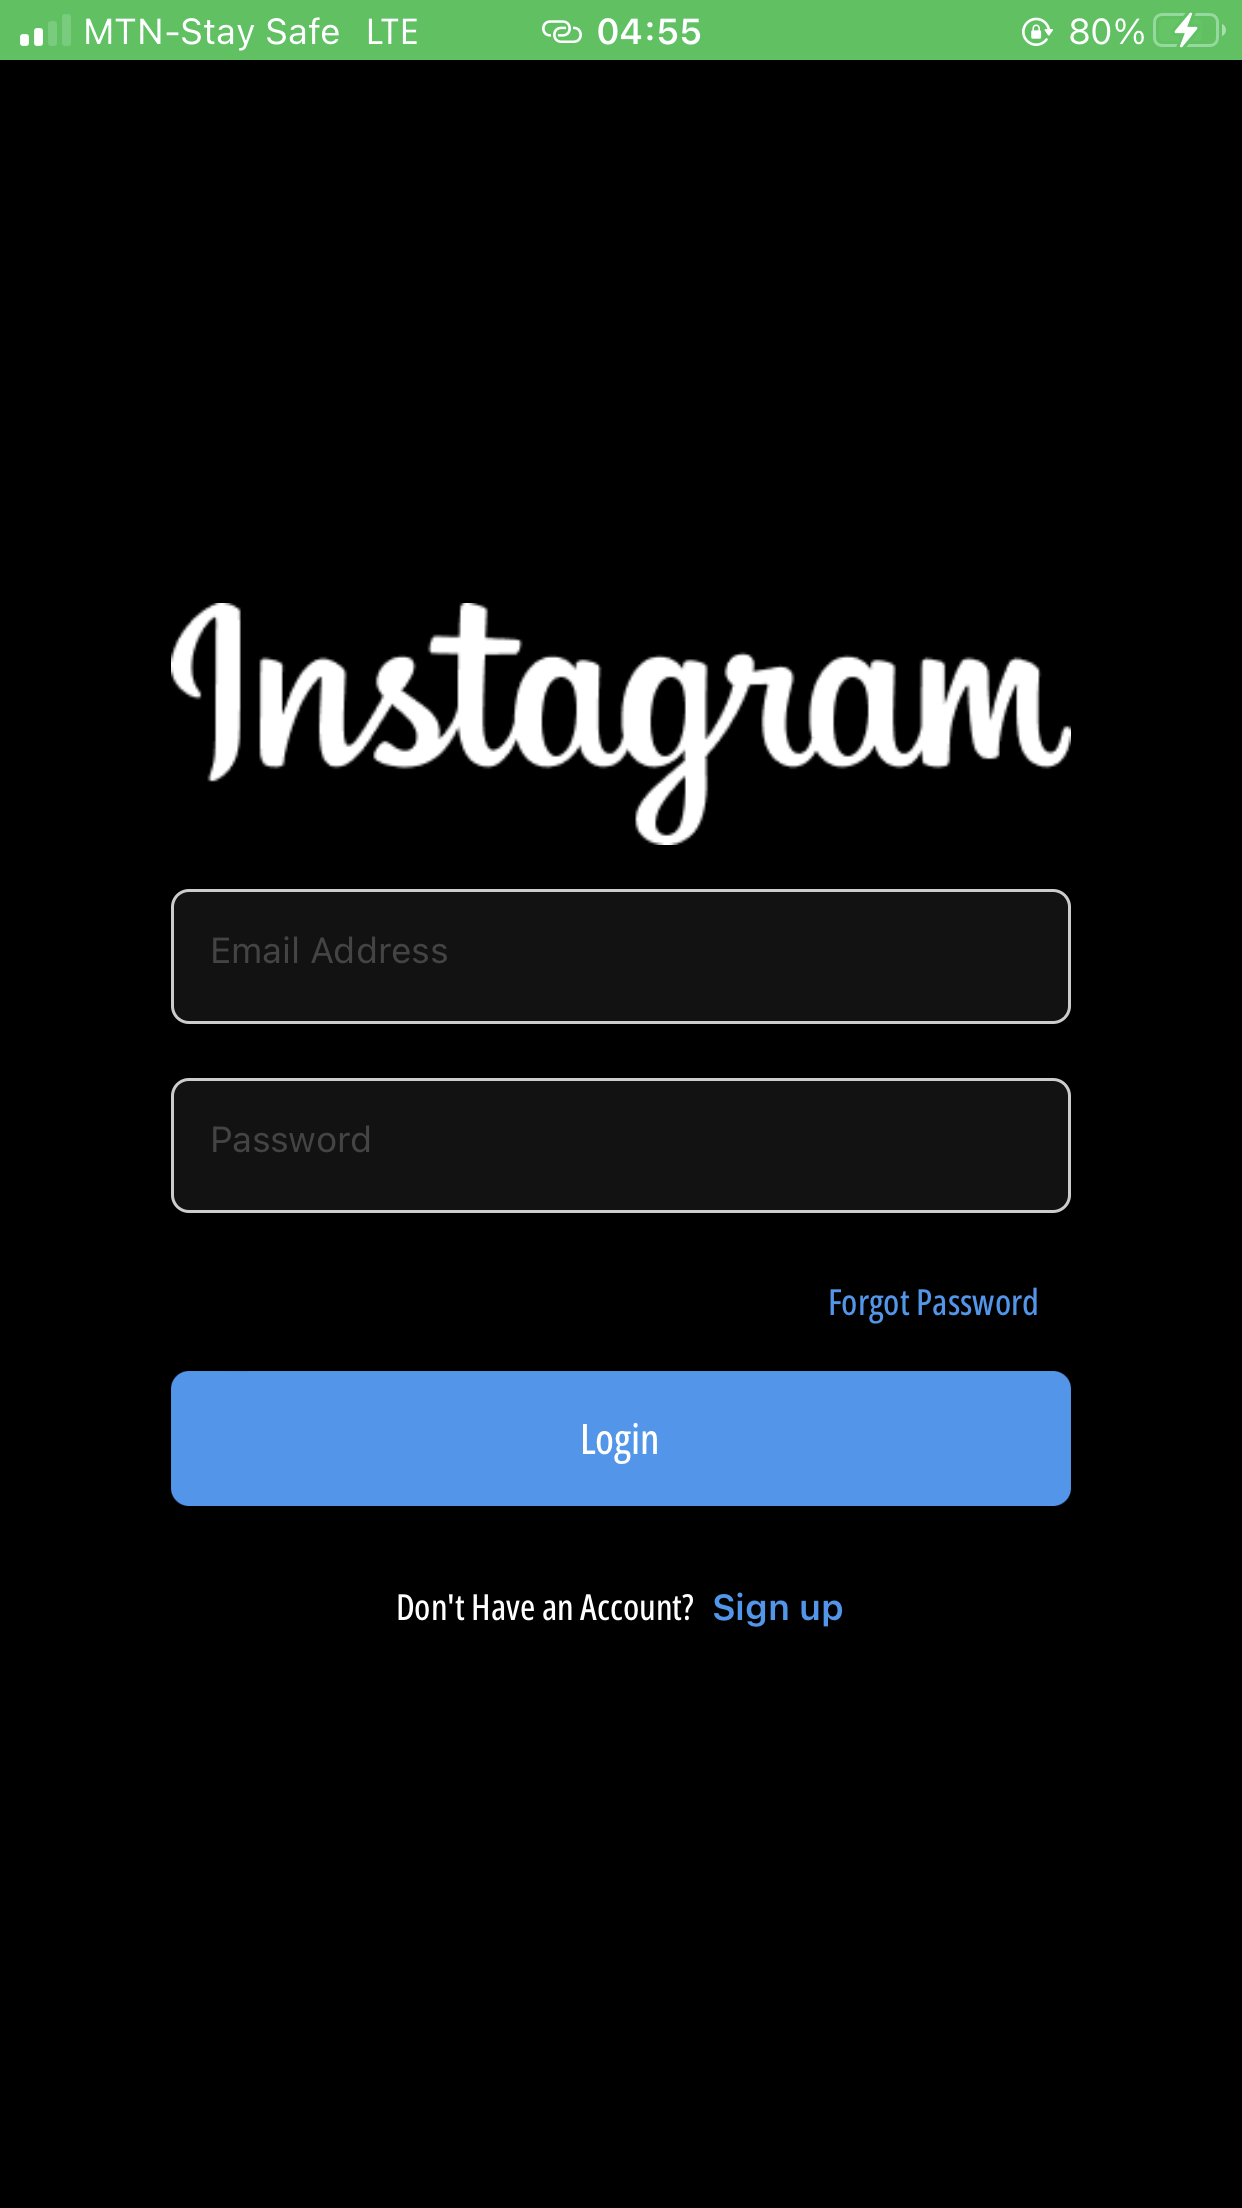 MTN-Stay Safe LTE 04:55 80%
Instagram
Email Address
Password
Forgot Password
Login
Don't Have an Account? Sign up